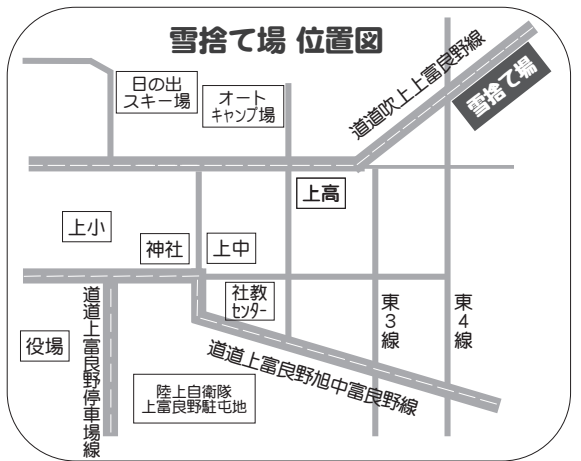 雪捨て場 位置図
日の出
スキー場
オート
キャンプ場
道道吹上上富良野線
雪捨て場
上高
上小
神社
上中
社教
センター
役場
道道上富良野停車場線
東3線
東4線
道道上富良野旭中富良野線
陸上自衛隊
上富良野駐屯地